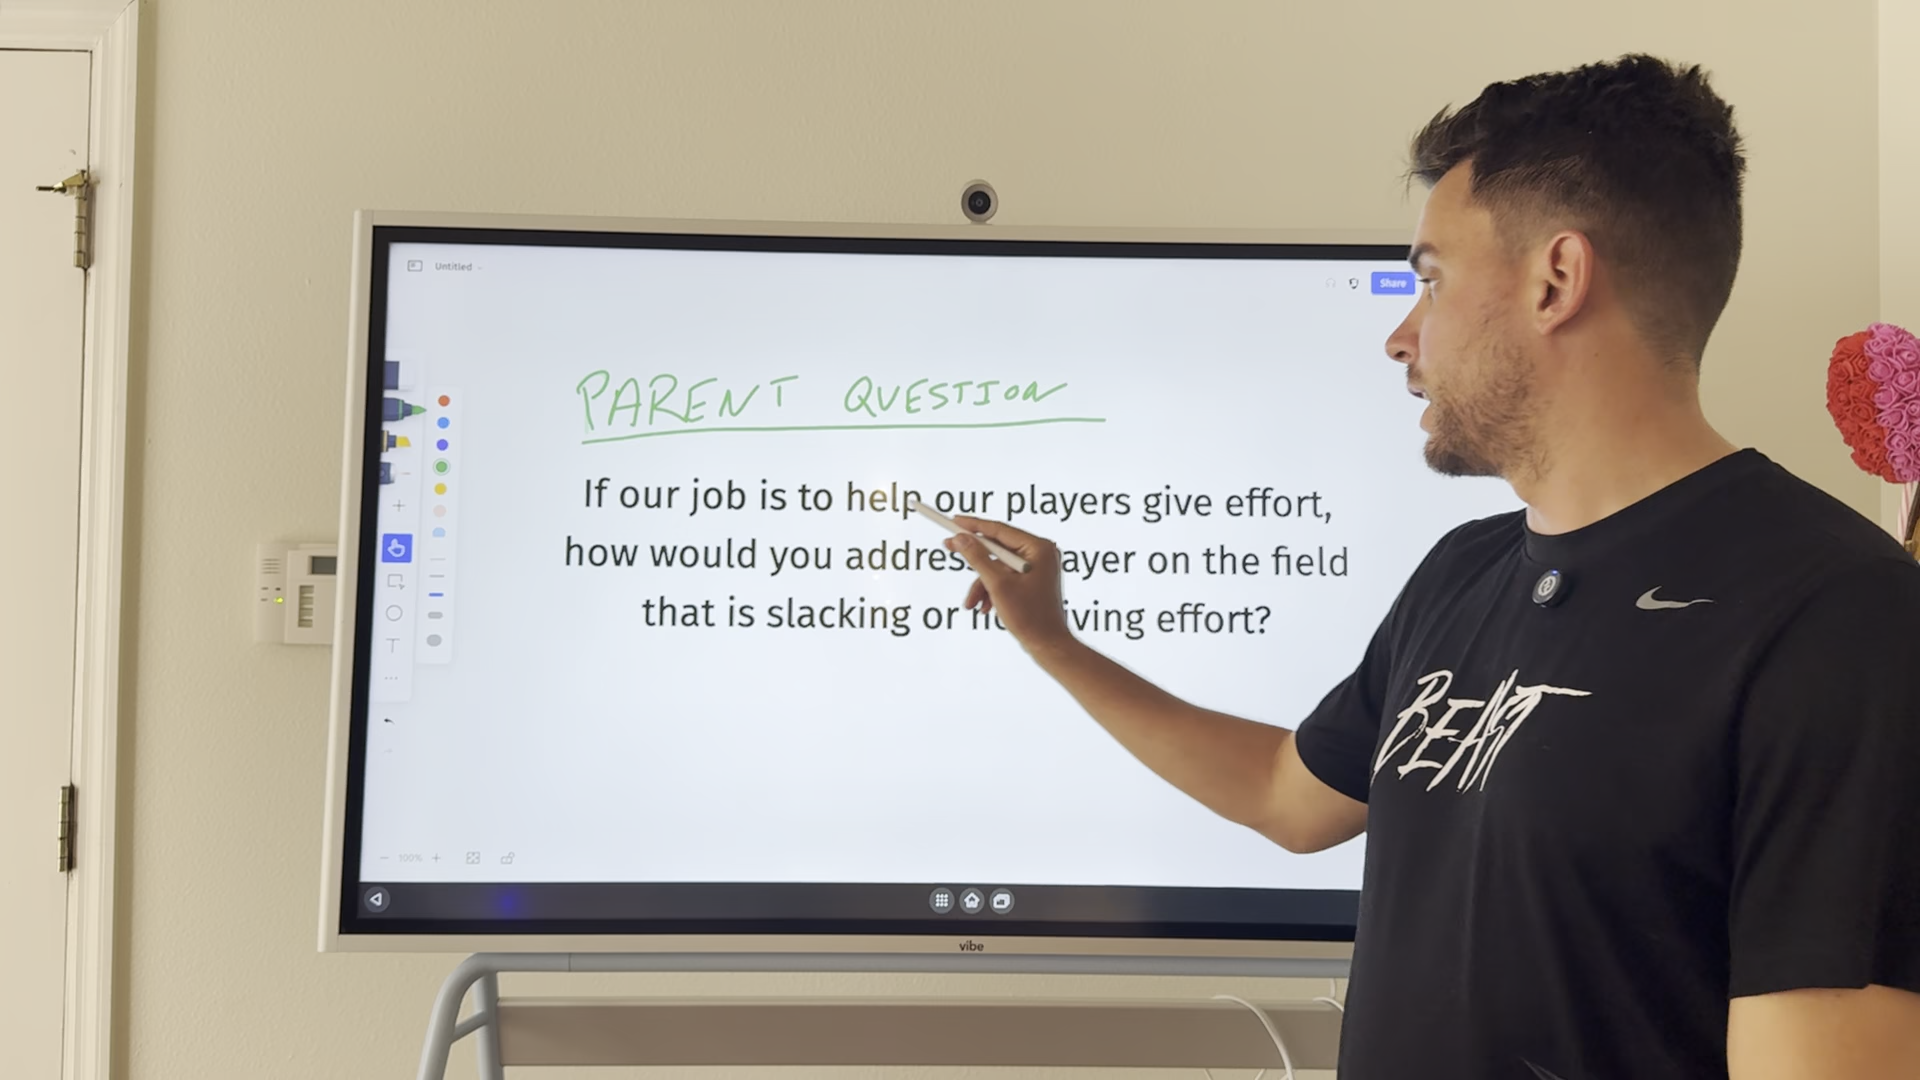 Untitled
Share
PARENT QUESTION
If our job is to help our players give effort,
how would you address player on the field
that is slacking or giving effort?
100%
vibe
BEAST